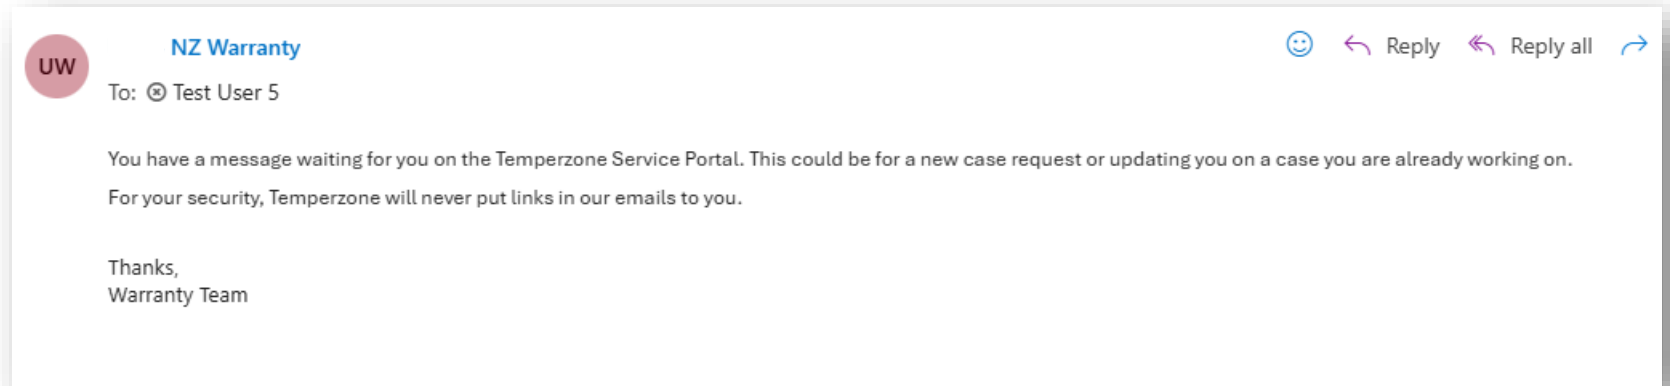 UW
NZ Warranty
Reply
Reply all
To: Test User 5
You have a message waiting for you on the Temperzone Service Portal. This could be for a new case request or updating you on a case you are already working on.
For your security, Temperzone will never put links in our emails to you.
Thanks,
Warranty Team